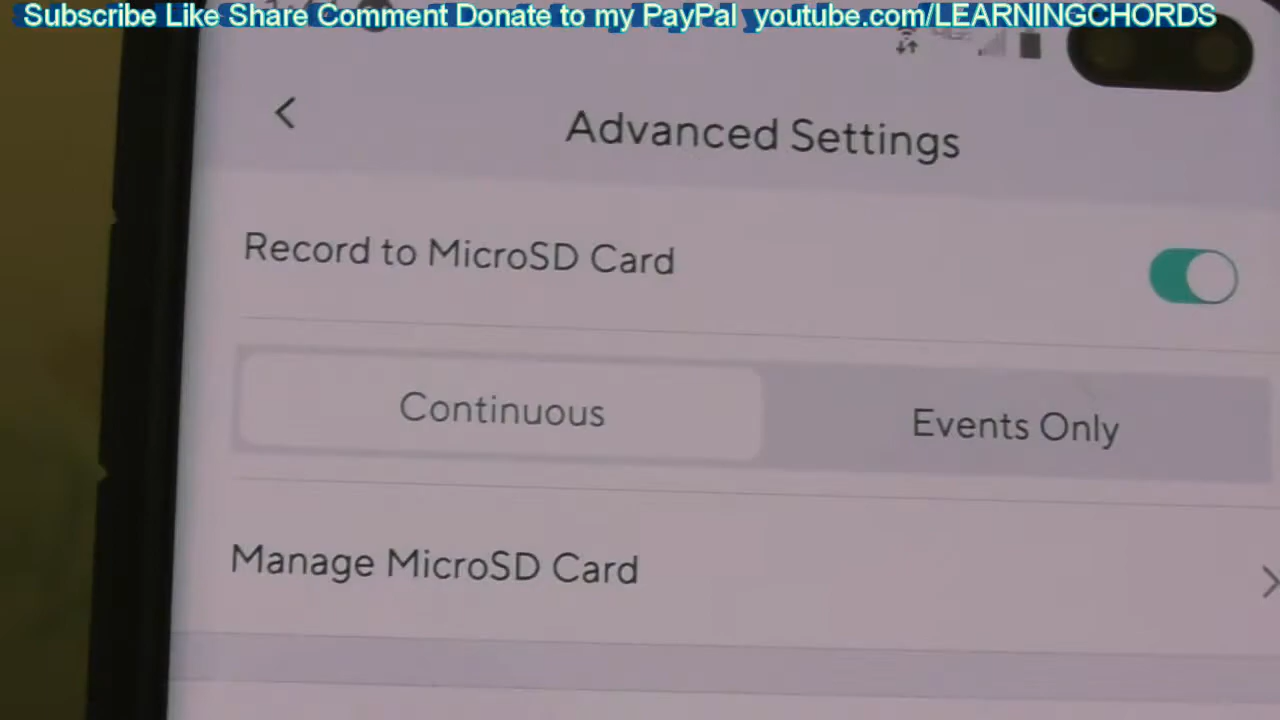 Subscribe Like Share Comment Donate to my PayPal youtube.com/LEARNINGCHORDS
Advanced Settings
Record to MicroSD Card
Continuous
Events Only
Manage MicroSD Card